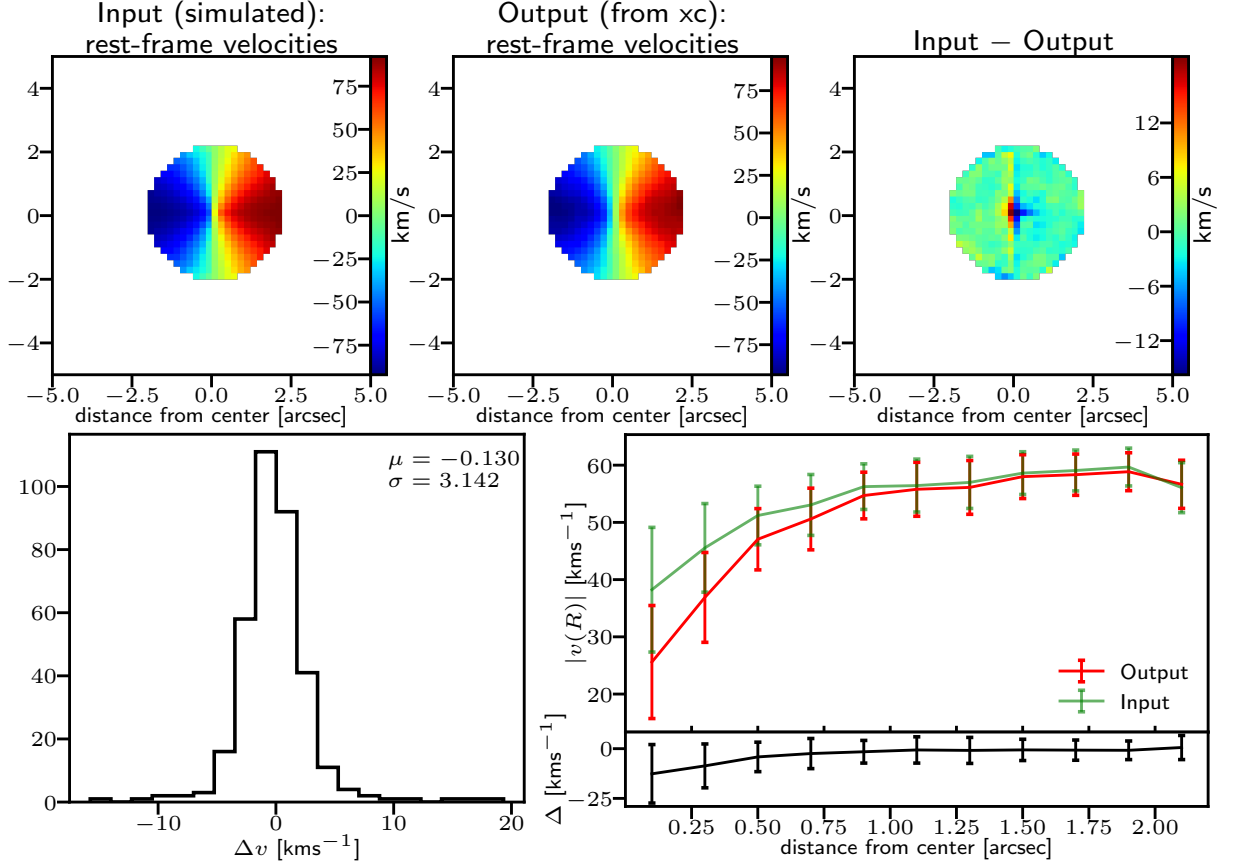 Input (simulated):
rest-frame velocities
Output (from xc):
rest-frame velocities
Input − Output
4
2
0
−2
−4
−5.0 −2.5 0.0 2.5 5.0
distance from center [arcsec]
75
50
25
0
−25
−50
−75
km/s
4
2
0
−2
−4
−5.0 −2.5 0.0 2.5 5.0
distance from center [arcsec]
75
50
25
0
−25
−50
−75
km/s
4
2
0
−2
−4
−5.0 −2.5 0.0 2.5 5.0
distance from center [arcsec]
12
6
0
−6
−12
km/s
μ = −0.130
σ = 3.142
100
80
60
40
20
0
−10 0 10 20
Δv [kms⁻¹]
|v(R)| [kms⁻¹]
60
50
40
30
20
Output
Input
Δ [kms⁻¹]
0
−25
0.25 0.50 0.75 1.00 1.25 1.50 1.75 2.00
distance from center [arcsec]